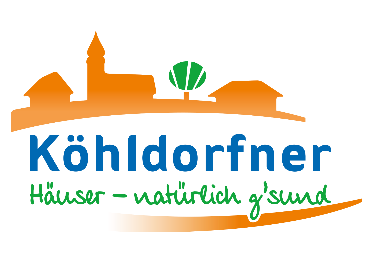 Köhldorfner
Häuser – natürlich g'sund